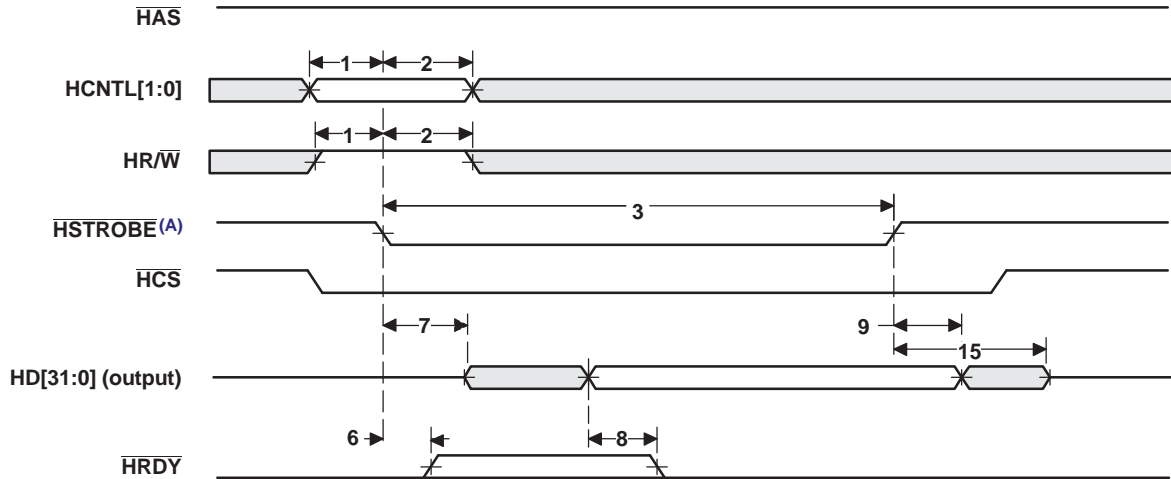 HAS
1 2
HCNTL[1:0]
1 2
HR/W
3
HSTROBE(A)
HCS
7 9
15
HD[31:0] (output)
6 8
HRDY